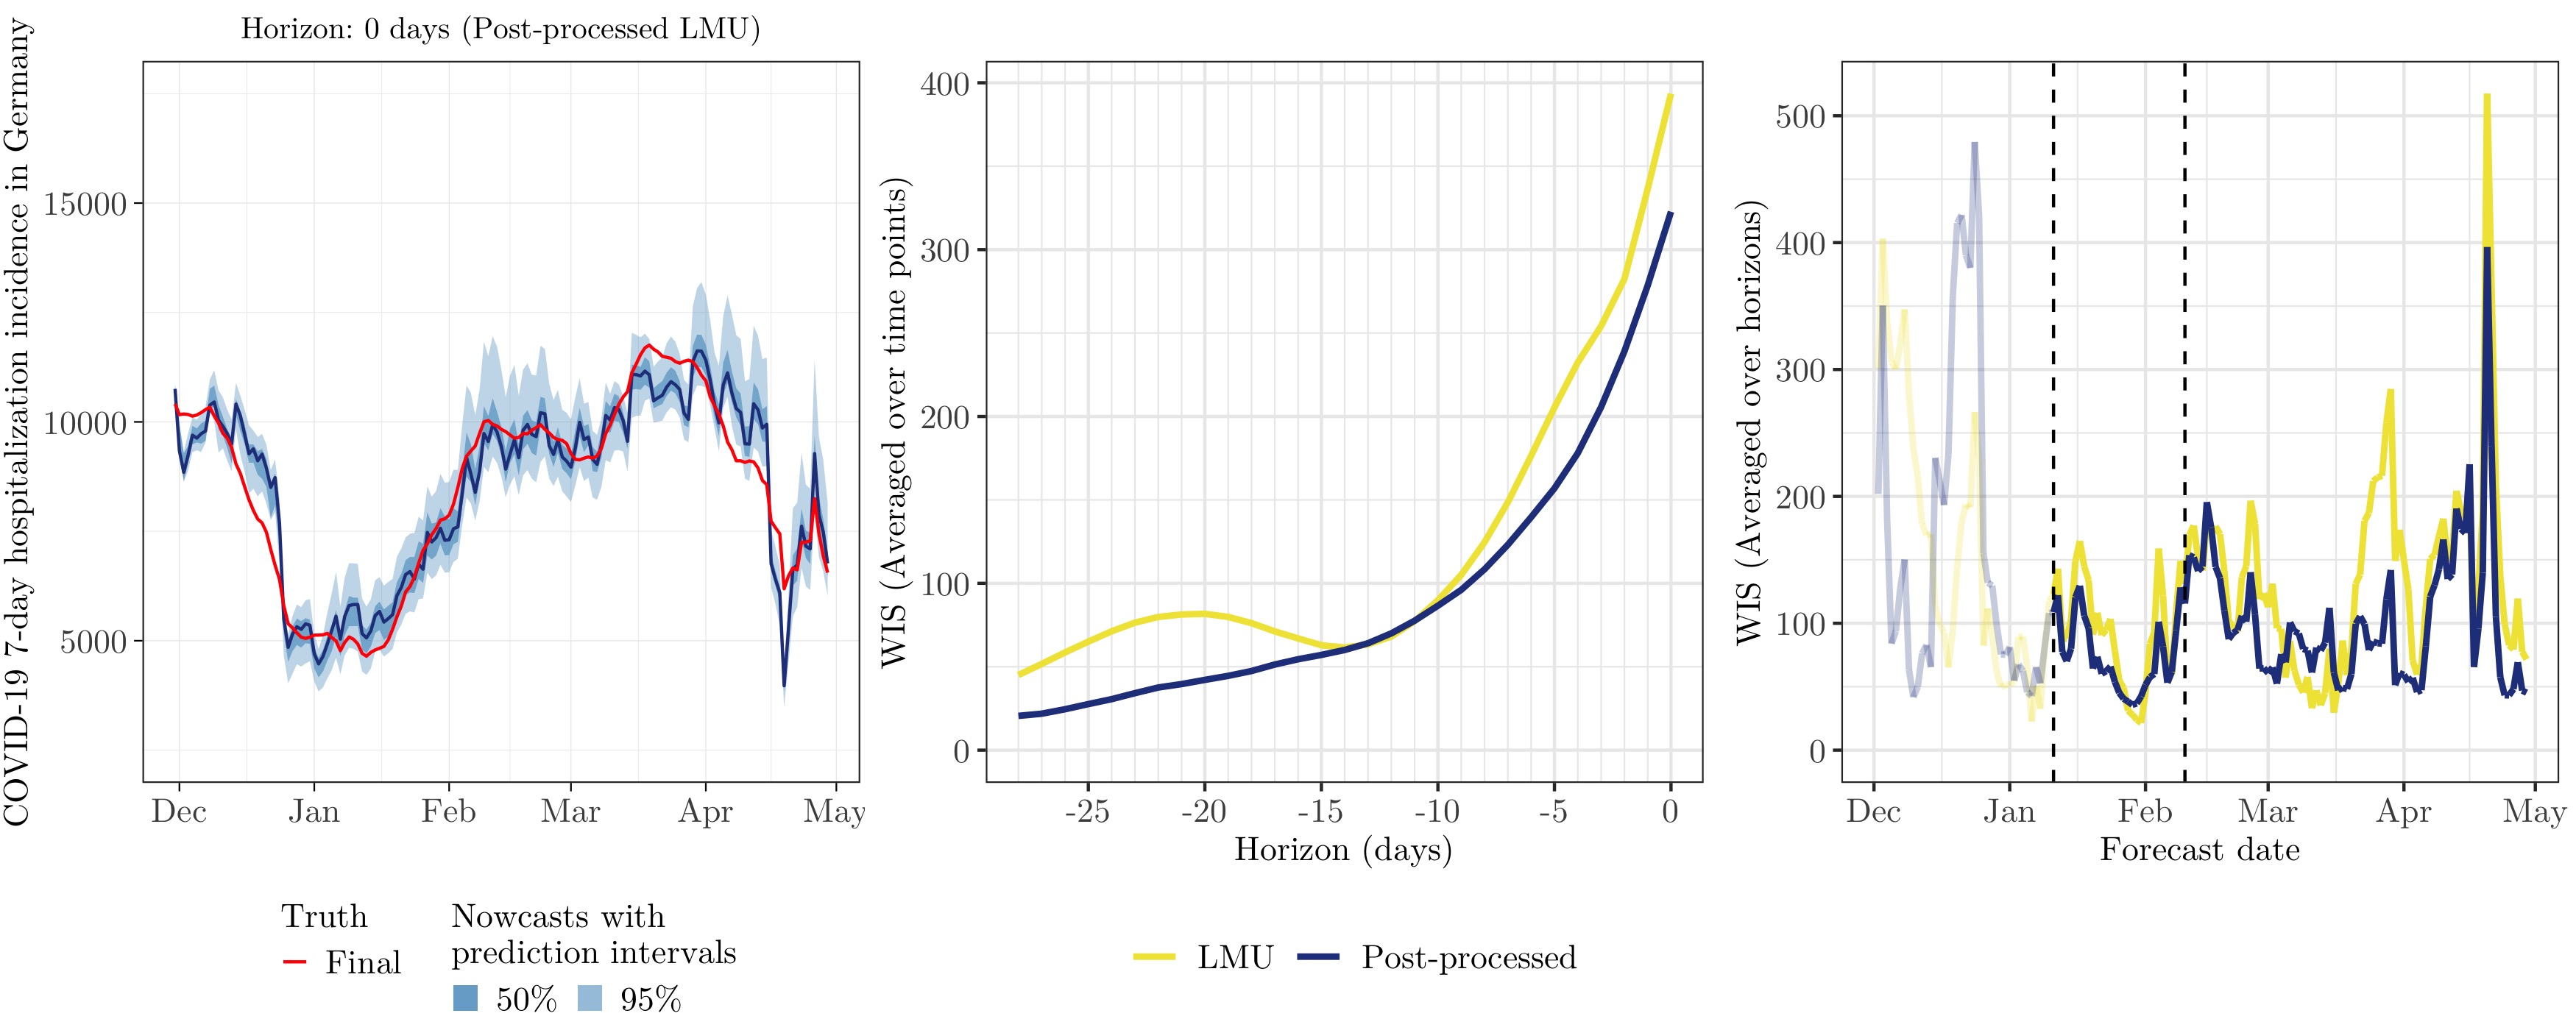 Horizon: 0 days (Post-processed LMU)
COVID-19 7-day hospitalization incidence in Germany
15000
10000
5000
Dec Jan Feb Mar Apr May
Truth
Final
Nowcasts with
prediction intervals
50% 95%
WIS (Averaged over time points)
400
300
200
100
0
-25 -20 -15 -10 -5 0
Horizon (days)
LMU Post-processed
WIS (Averaged over horizons)
500
400
300
200
100
0
Dec Jan Feb Mar Apr May
Forecast date